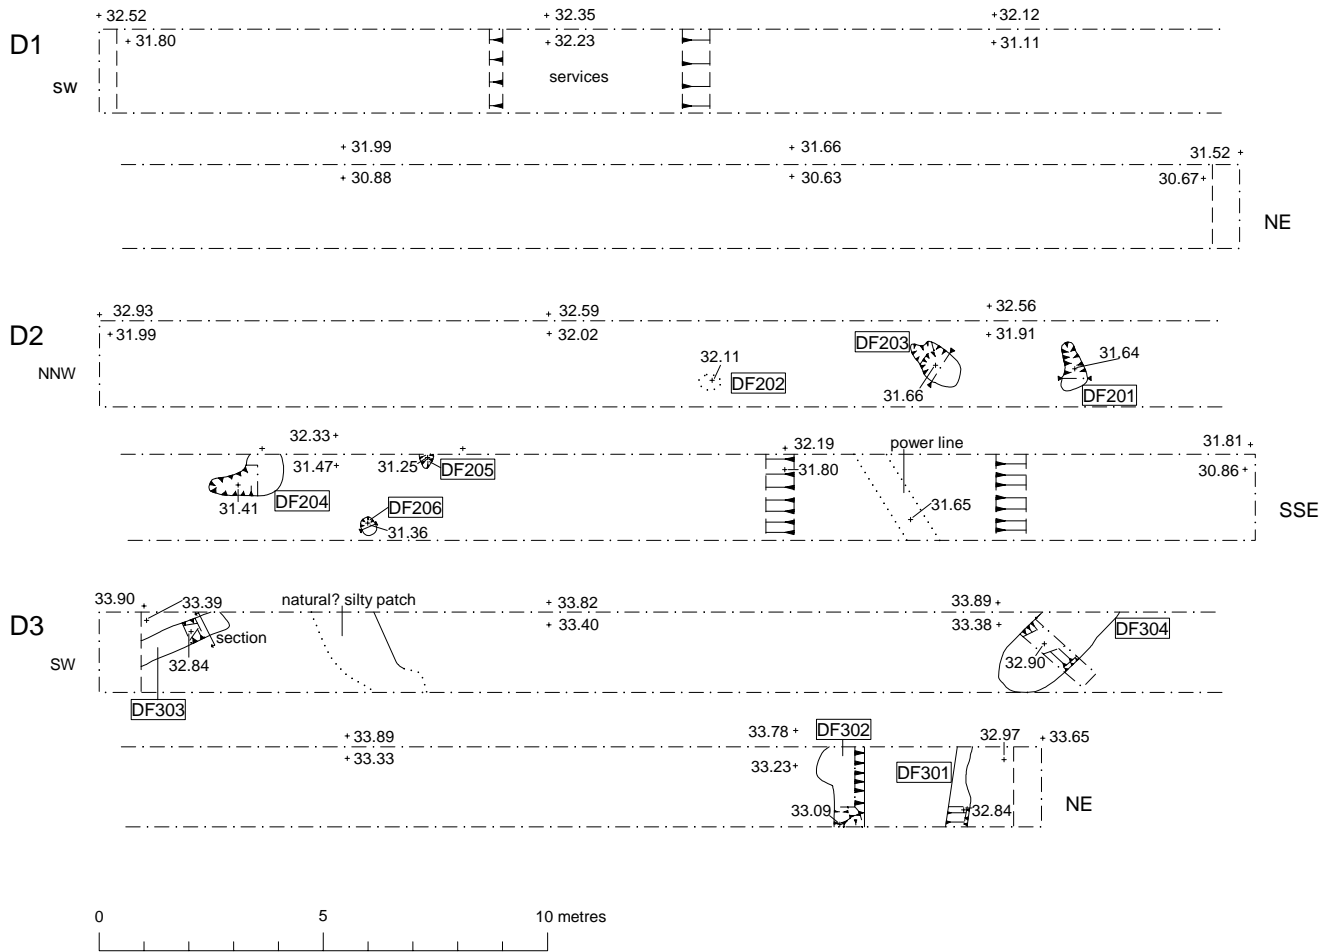 + 32.52 + 32.35 + 32.12
D1 + 31.80 + 32.23 + 31.11
services
SW
+ 31.99 + 31.66 31.52 +
+ 30.88 + 30.63 30.67+
NE
+ 32.93 + 32.59 + 32.56
D2 +31.99 + 32.02 + 31.91
DF203
32.11 31.64
NNW DF202
31.66 DF201
32.33+ power line 31.81 +
+ 32.19
31.47+ 31.25 DF205 +31.80 30.86+
DF204
31.41 DF206 31.65
SSE
31.36
33.90 + 33.39 natural? silty patch + 33.82 33.89+
D3 + 33.40 33.38 + DF304
section
SW 32.84 32.90
DF303
+ 33.89 33.78 + DF302 32.97 + 33.65
+ 33.33 33.23+ DF301
NE
33.09 +32.84
0 5 10 metres